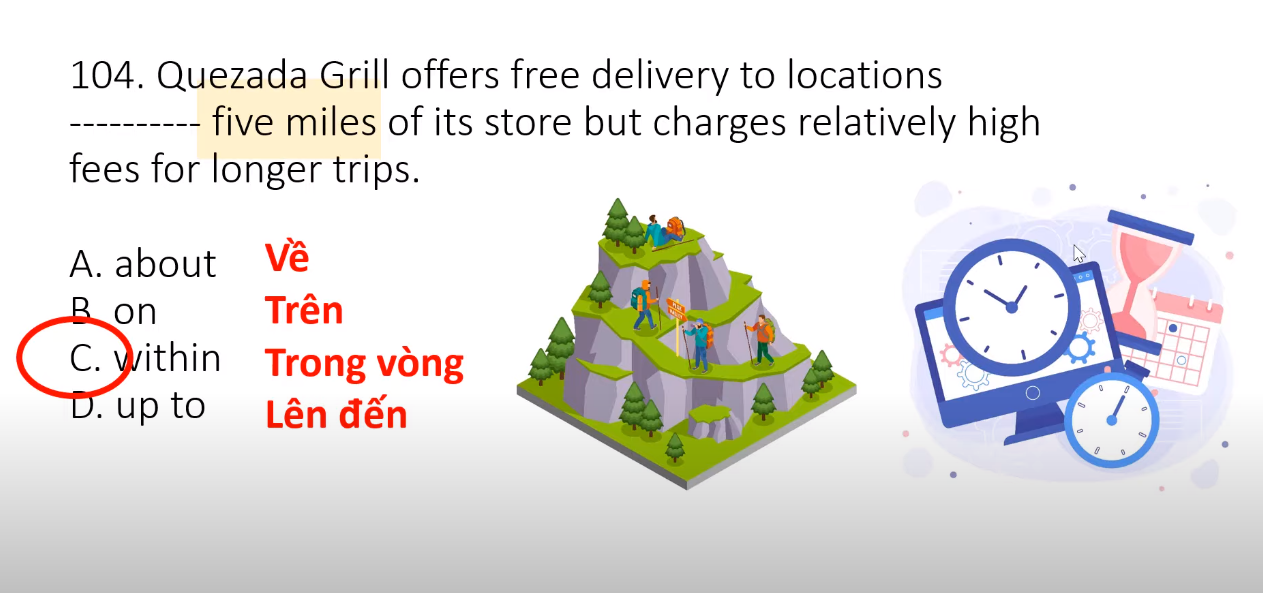 104. Quezada Grill offers free delivery to locations
---------- five miles of its store but charges relatively high
fees for longer trips.
A. about Về
B. on Trên
C. within Trong vòng
D. up to Lên đến